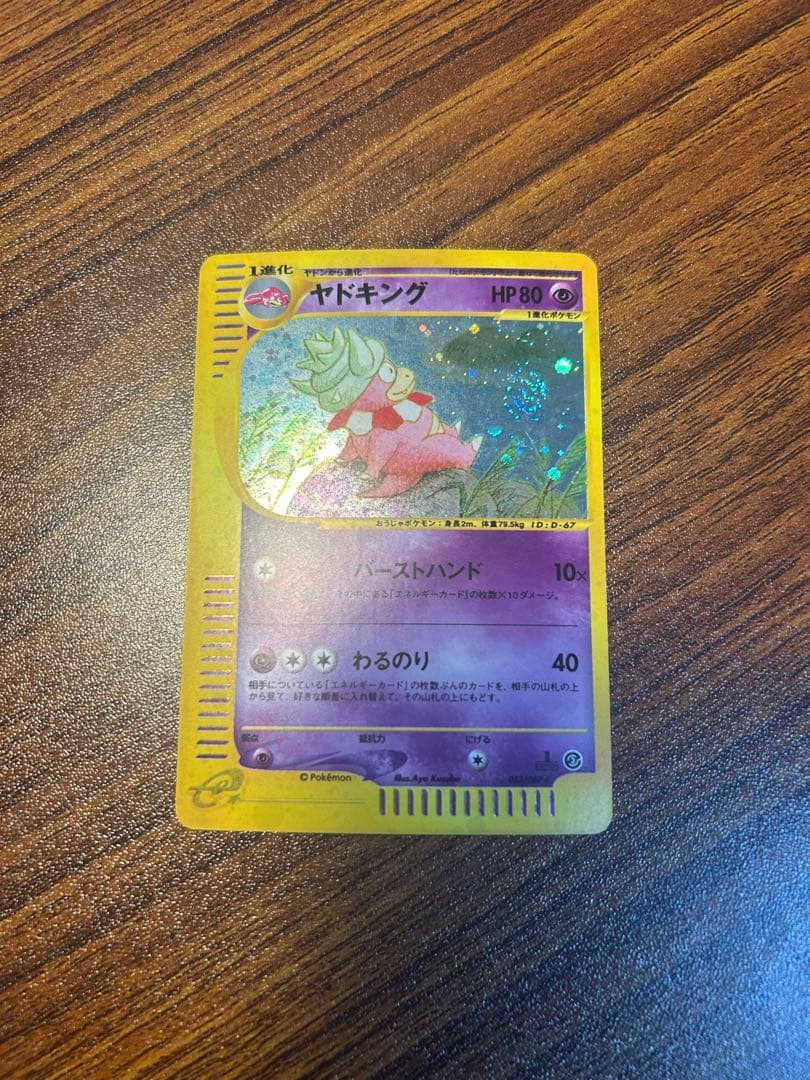 1進化
ヤドンから進化
ヤドキング
HP80
1進化ポケモン
おうじゃポケモン：身長2m、体重79.5kg ID:D-67
バーストハンド 10×
その中にある「エネルギーカード」の枚数×10ダメージ。
わるのり 40
相手についている「エネルギーカード」の枚数ぶんのカードを、相手の山札の上
から見て、好きな順番に入れ替えて、その山札の上にもどす。
弱点 抵抗力 にげる
© Pokémon Illus.Aya Kusube